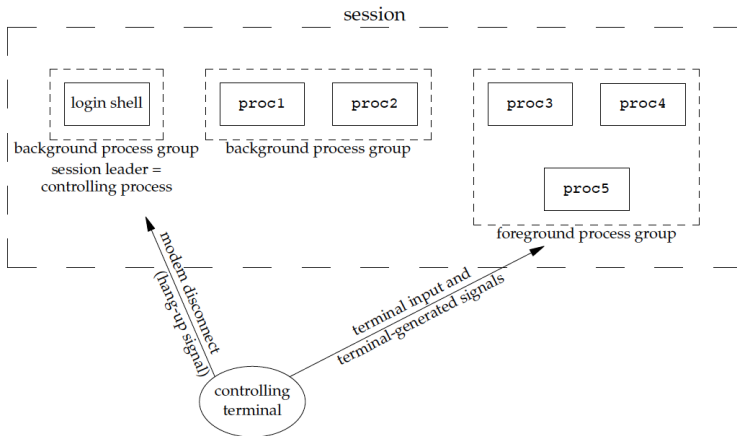 session
login shell
proc1
proc2
proc3
proc4
proc5
background process group
session leader =
controlling process
background process group
foreground process group
modem disconnect
(hang-up signal)
terminal input and
terminal-generated signals
controlling
terminal